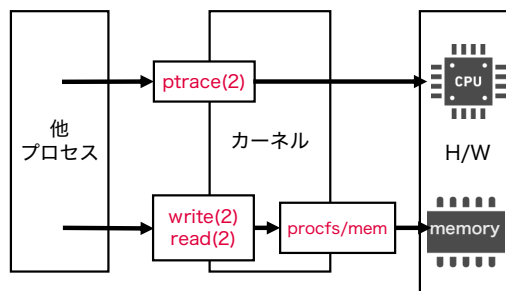 ptrace(2)
CPU
他
プロセス
カーネル
H/W
write(2)
read(2)
procfs/mem
memory